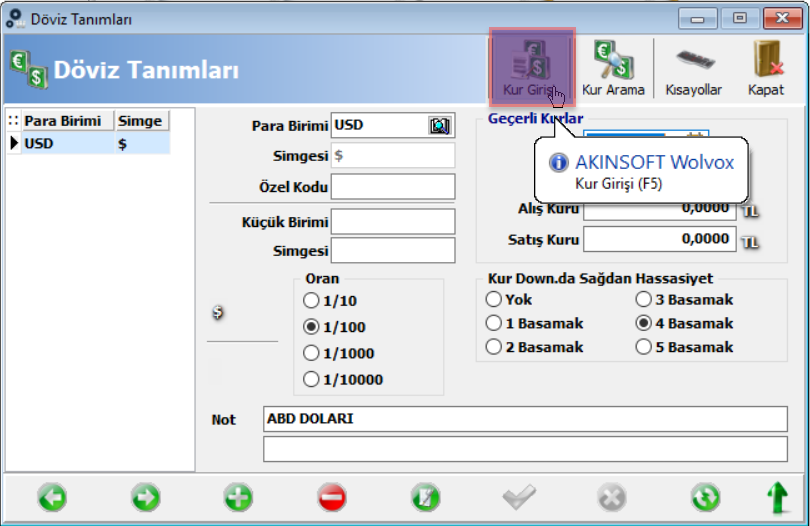 Döviz Tanımları
Döviz Tanımları
Kur Girişi
Kur Arama
Kısayollar
Kapat
Para Birimi Simge
USD $
Para Birimi USD
Simgesi $
Özel Kodu
Küçük Birimi
Simgesi
Geçerli Kurlar
AKINSOFT Wolvox
Kur Girişi (F5)
Alış Kuru 0,0000 TL
Satış Kuru 0,0000 TL
Oran
1/10
1/100
1/1000
1/10000
$
Kur Down.da Sağdan Hassasiyet
Yok
3 Basamak
1 Basamak
4 Basamak
2 Basamak
5 Basamak
Not ABD DOLARI